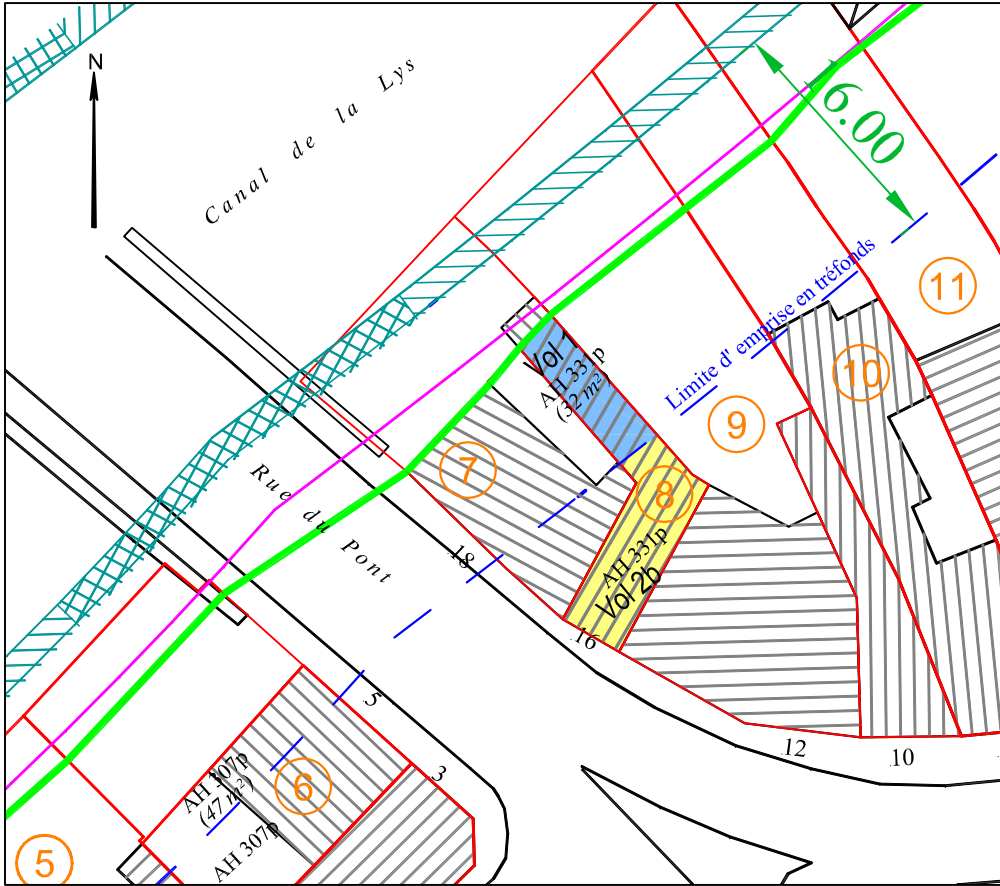 N
Canal de la Lys
6.00
11
Limite d' emprise en tréfonds
10
9
Vol 1
AH 331p
(32 m²)
7
8
Rue du Pont
18
AH 331p
Vol 2b
16
5
12
10
3
AH 307p
(47 m²)
6
AH 307p
5